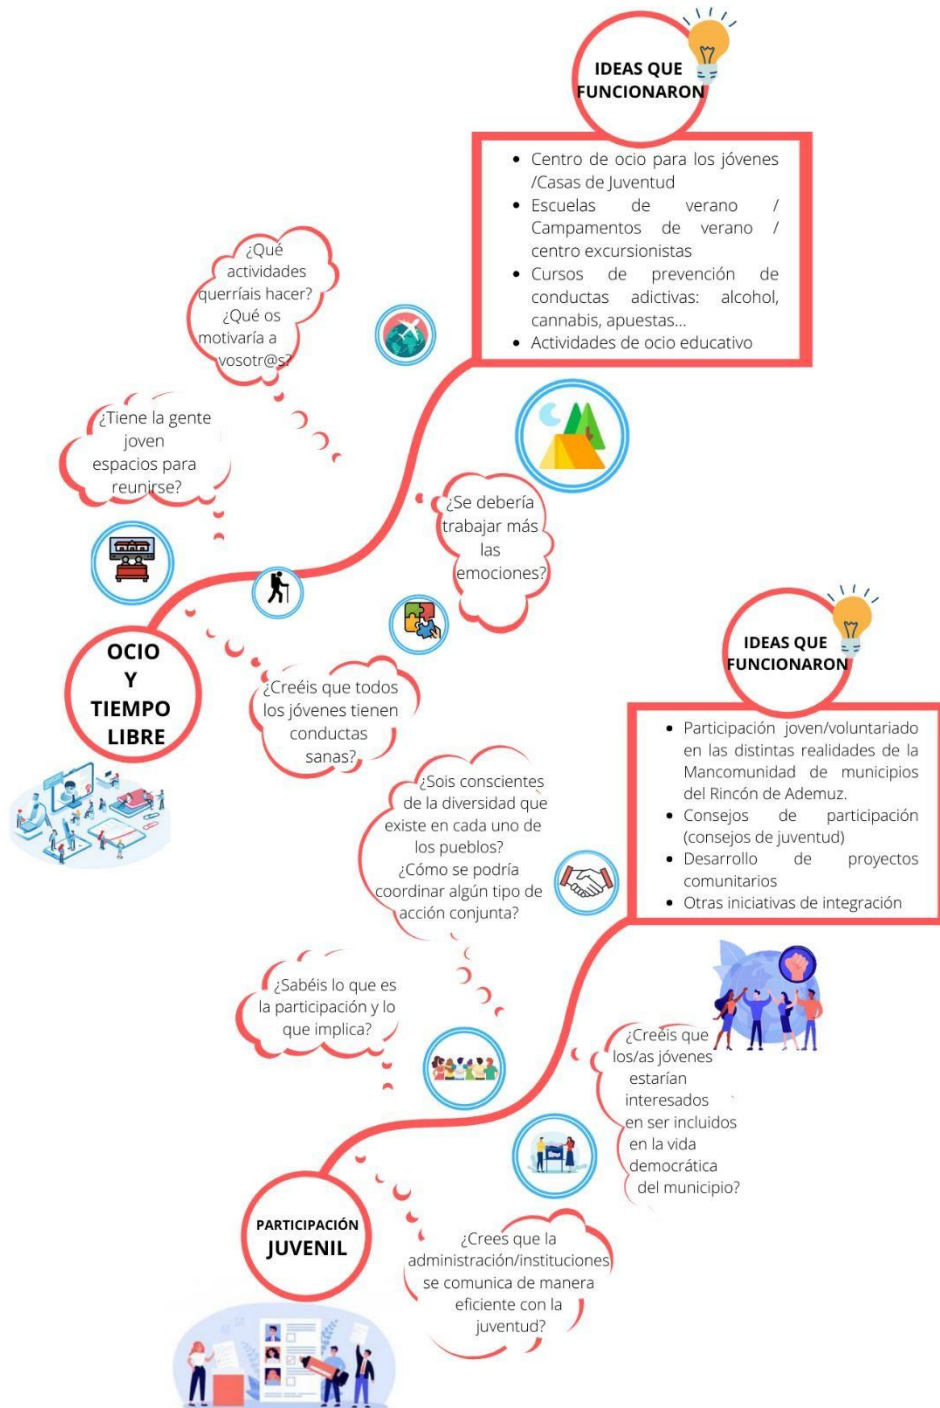 IDEAS QUE
FUNCIONARON
• Centro de ocio para los jóvenes
/Casas de Juventud
• Escuelas de verano /
Campamentos de verano /
centro excursionistas
• Cursos de prevención de
conductas adictivas: alcohol,
cannabis, apuestas...
• Actividades de ocio educativo
¿Qué
actividades
querríais hacer?
¿Qué os
motivaría a
vosotr@s?
¿Tiene la gente
joven
espacios para
reunirse?
¿Se debería
trabajar más
las
emociones?
OCIO
Y
TIEMPO
LIBRE
¿Creéis que todos
los jóvenes tienen
conductas
sanas?
IDEAS QUE
FUNCIONARON
• Participación joven/voluntariado
en las distintas realidades de la
Mancomunidad de municipios
del Rincón de Ademuz.
• Consejos de participación
(consejos de juventud)
• Desarrollo de proyectos
comunitarios
• Otras iniciativas de integración
¿Sois conscientes
de la diversidad que
existe en cada uno de
los pueblos?
¿Cómo se podría
coordinar algún tipo de
acción conjunta?
¿Sabéis lo que es
la participación y lo
que implica?
¿Creéis que
los/as jóvenes
estarían
interesados
en ser incluidos
en la vida
democrática
del municipio?
PARTICIPACIÓN
JUVENIL
¿Crees que la
administración/instituciones
se comunica de manera
eficiente con la
juventud?